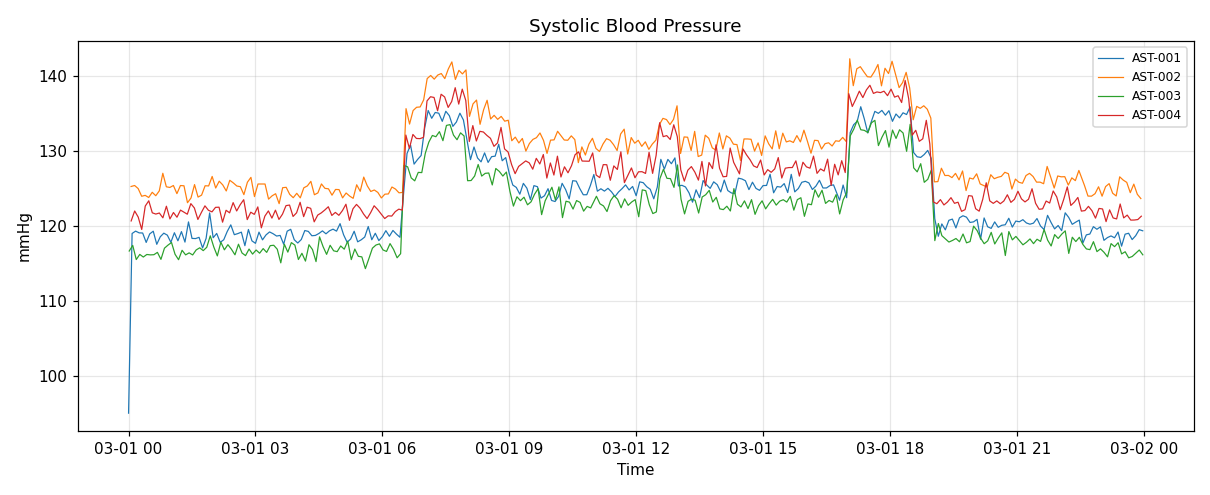 Systolic Blood Pressure
AST-001
AST-002
AST-003
AST-004
mmHg
140
130
120
110
100
03-01 00 03-01 03 03-01 06 03-01 09 03-01 12 03-01 15 03-01 18 03-01 21 03-02 00
Time